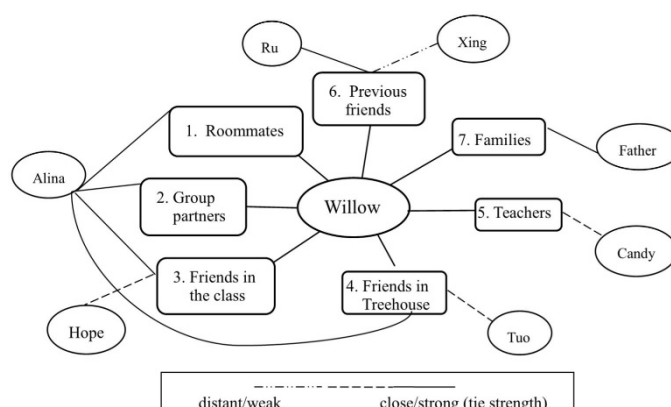 Ru
Xing
6. Previous
friends
1. Roommates
7. Families
Father
Alina
2. Group
partners
Willow
5. Teachers
Candy
3. Friends in
the class
4. Friends in
Treehouse
Hope
Tuo
distant/weak close/strong (tie strength)